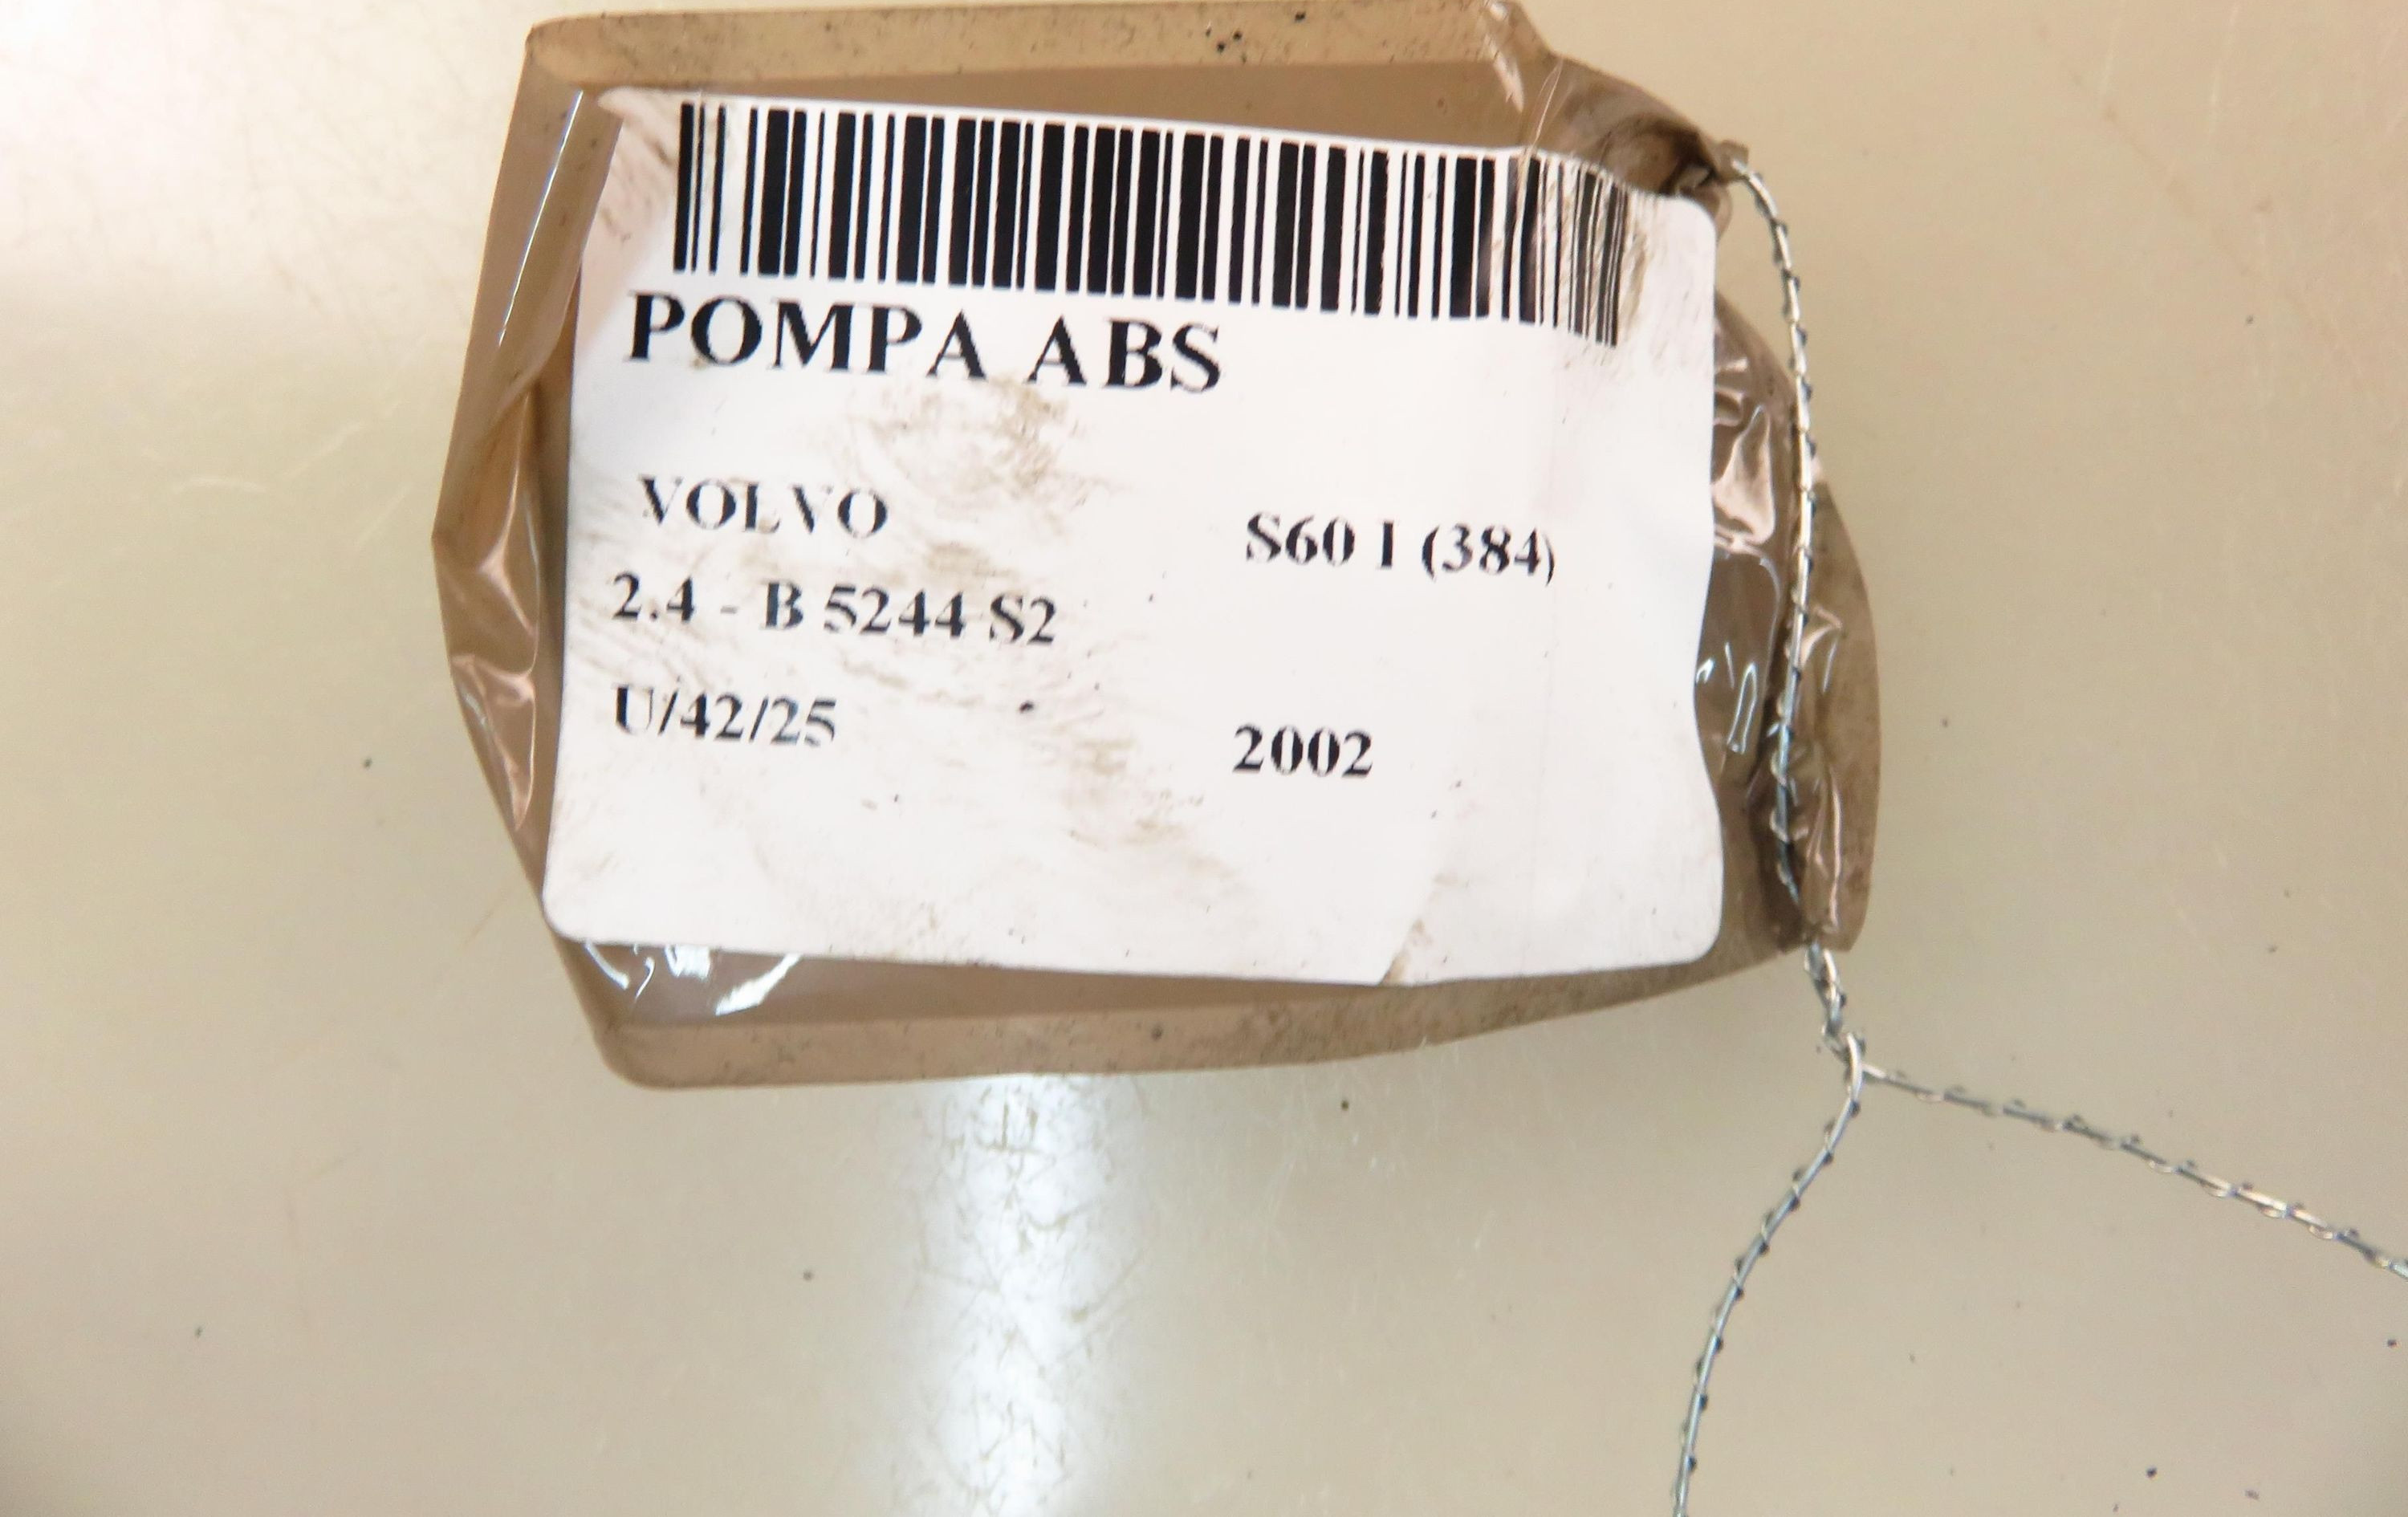 POMPA ABS
VOLVO S60 I (384)
2.4 - B 5244 S2
U/42/25 2002